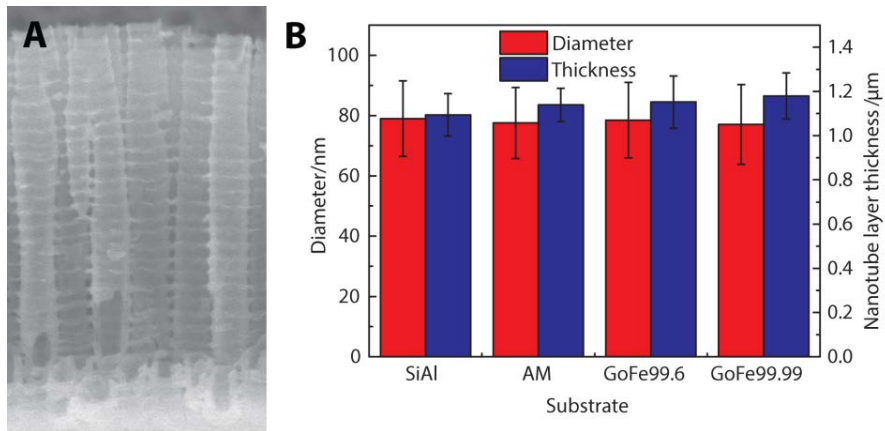 A
B
Diameter
Thickness
Diameter/nm
100
80
60
40
20
0
Nanotube layer thickness /µm
1.4
1.2
1.0
0.8
0.6
0.4
0.2
0.0
SiAl
AM
GoFe99.6
GoFe99.99
Substrate